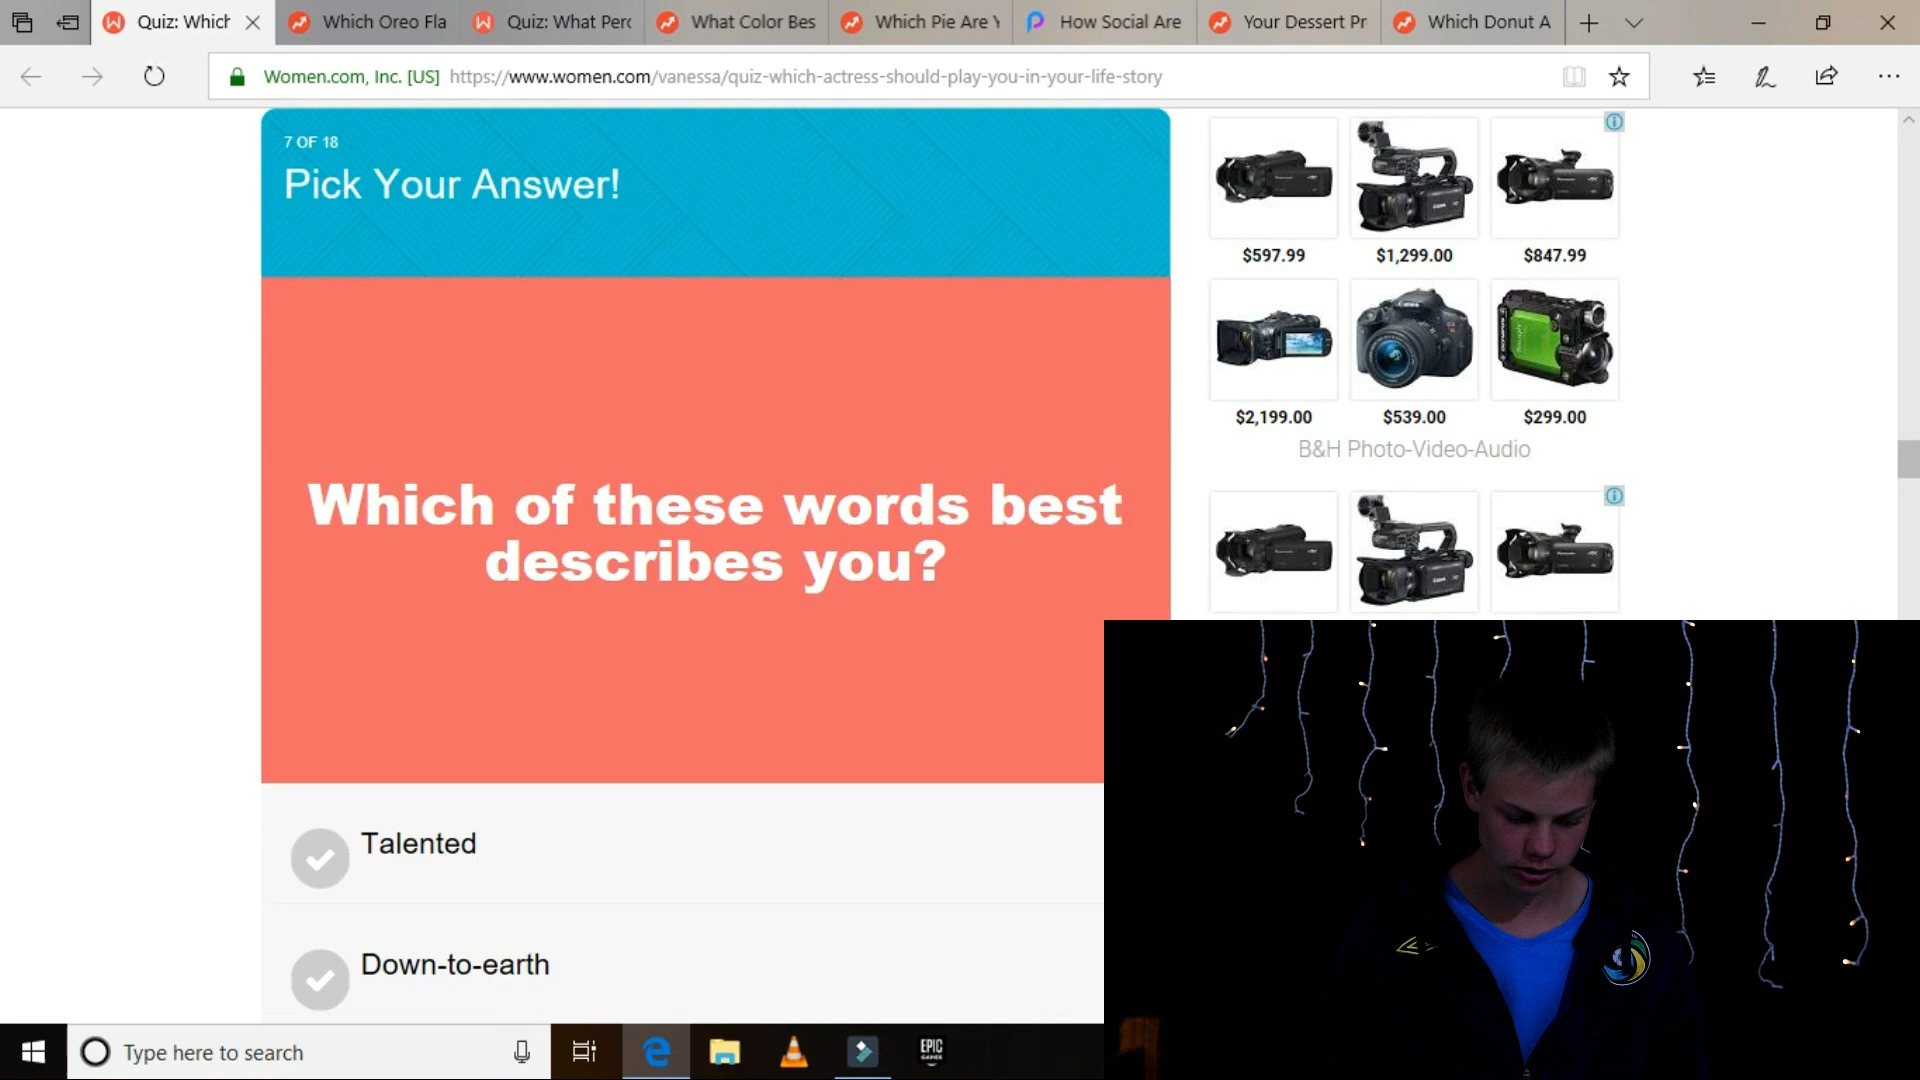 Quiz: Which
Which Oreo Fla
Quiz: What Perc
What Color Bes
Which Pie Are Y
How Social Are
Your Dessert Pr
Which Donut A
Women.com, Inc. [US] https://www.women.com/vanessa/quiz-which-actress-should-play-you-in-your-life-story
7 OF 18
Pick Your Answer!
Which of these words best
describes you?
Talented
Down-to-earth
$597.99 $1,299.00 $847.99
$2,199.00 $539.00 $299.00
B&H Photo-Video-Audio
Type here to search
EPIC
GAMES